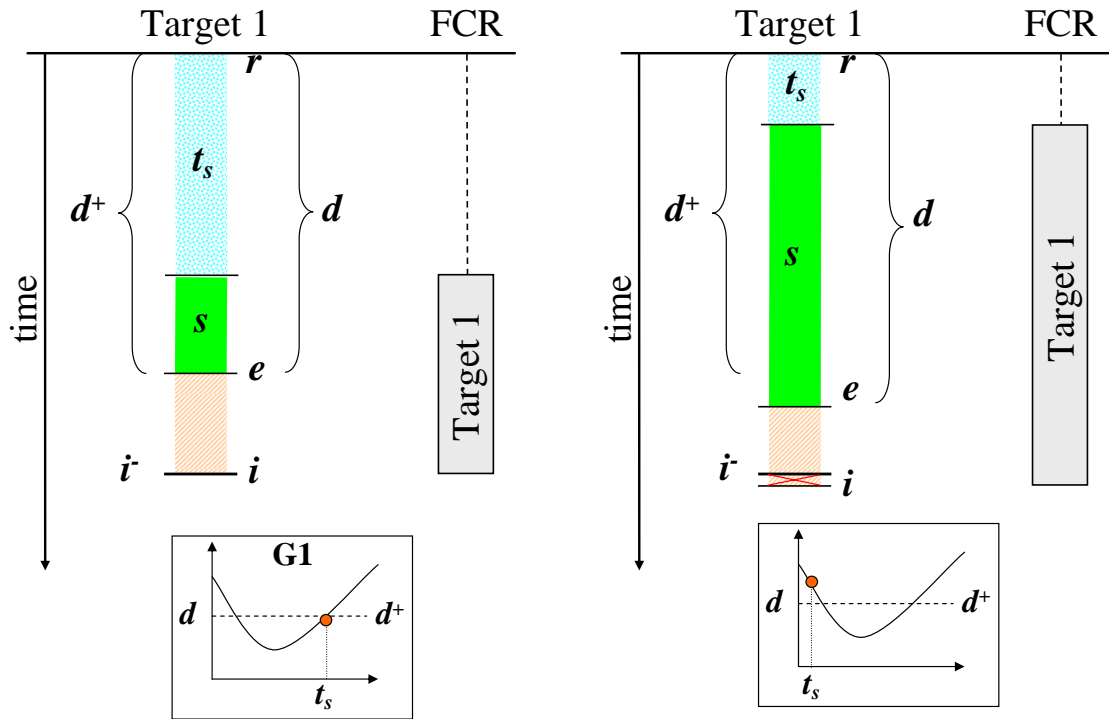 Target 1
FCR
r
t_s
d⁺
d
time
s
Target 1
e
i⁻
i
G1
d
d⁺
t_s
Target 1
FCR
r
t_s
d⁺
d
s
Target 1
time
e
i⁻
i
d
d⁺
t_s